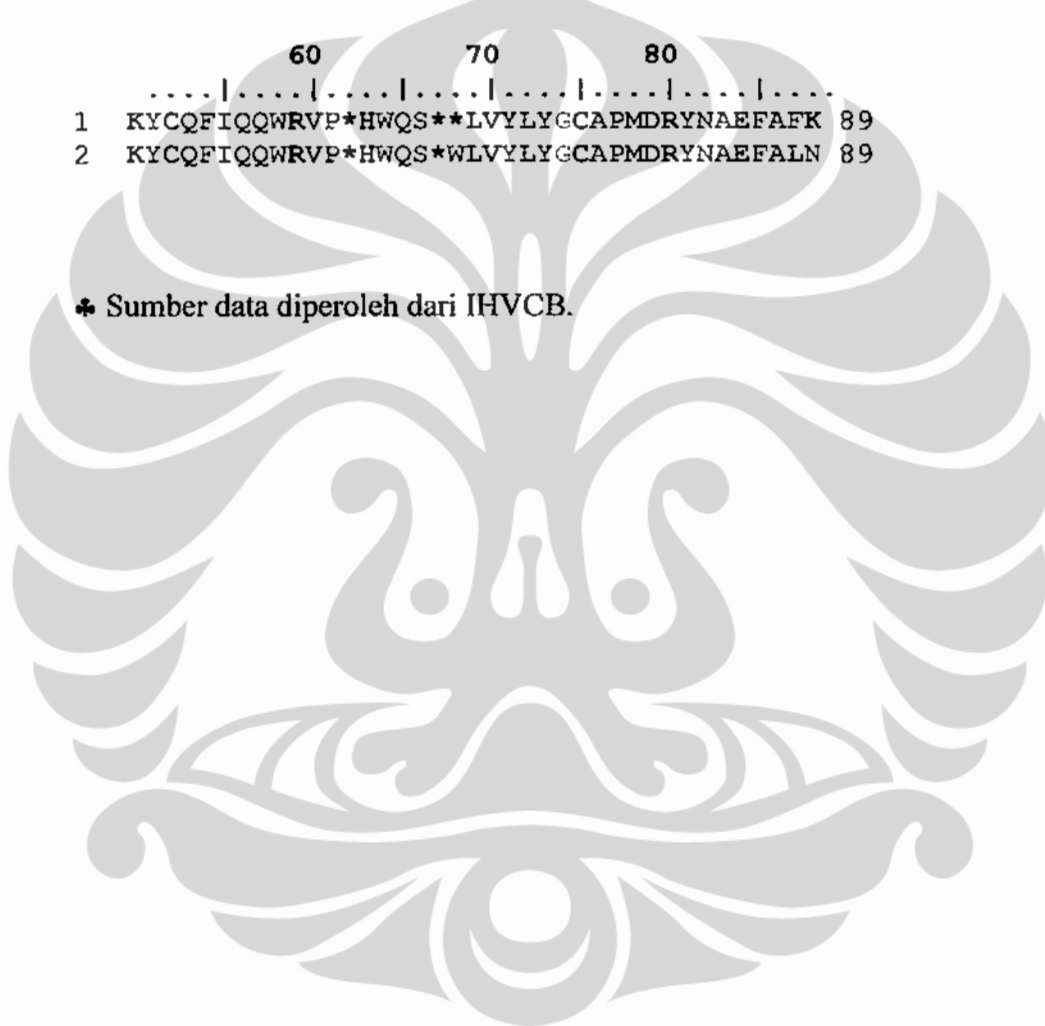 60 70 80
....|....|....|....|....|....|....|....
1 KYCQFIQQWRVP*HWQS**LVYLYGCAPMDRYNAEFAFK 89
2 KYCQFIQQWRVP*HWQS*WLVYLYGCAPMDRYNAEFALN 89
♣ Sumber data diperoleh dari IHVCB.